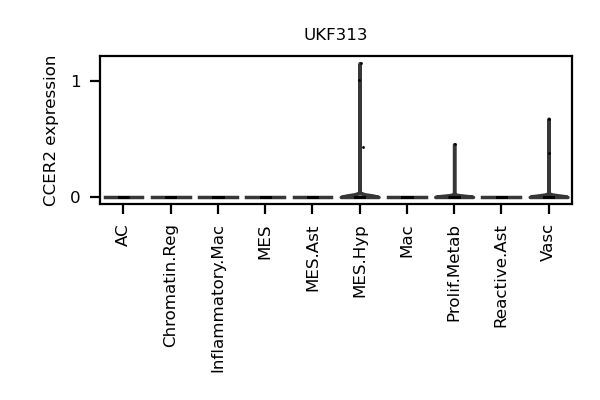 UKF313
CCER2 expression
1
0
AC
Chromatin.Reg
Inflammatory.Mac
MES
MES.Ast
MES.Hyp
Mac
Prolif.Metab
Reactive.Ast
Vasc